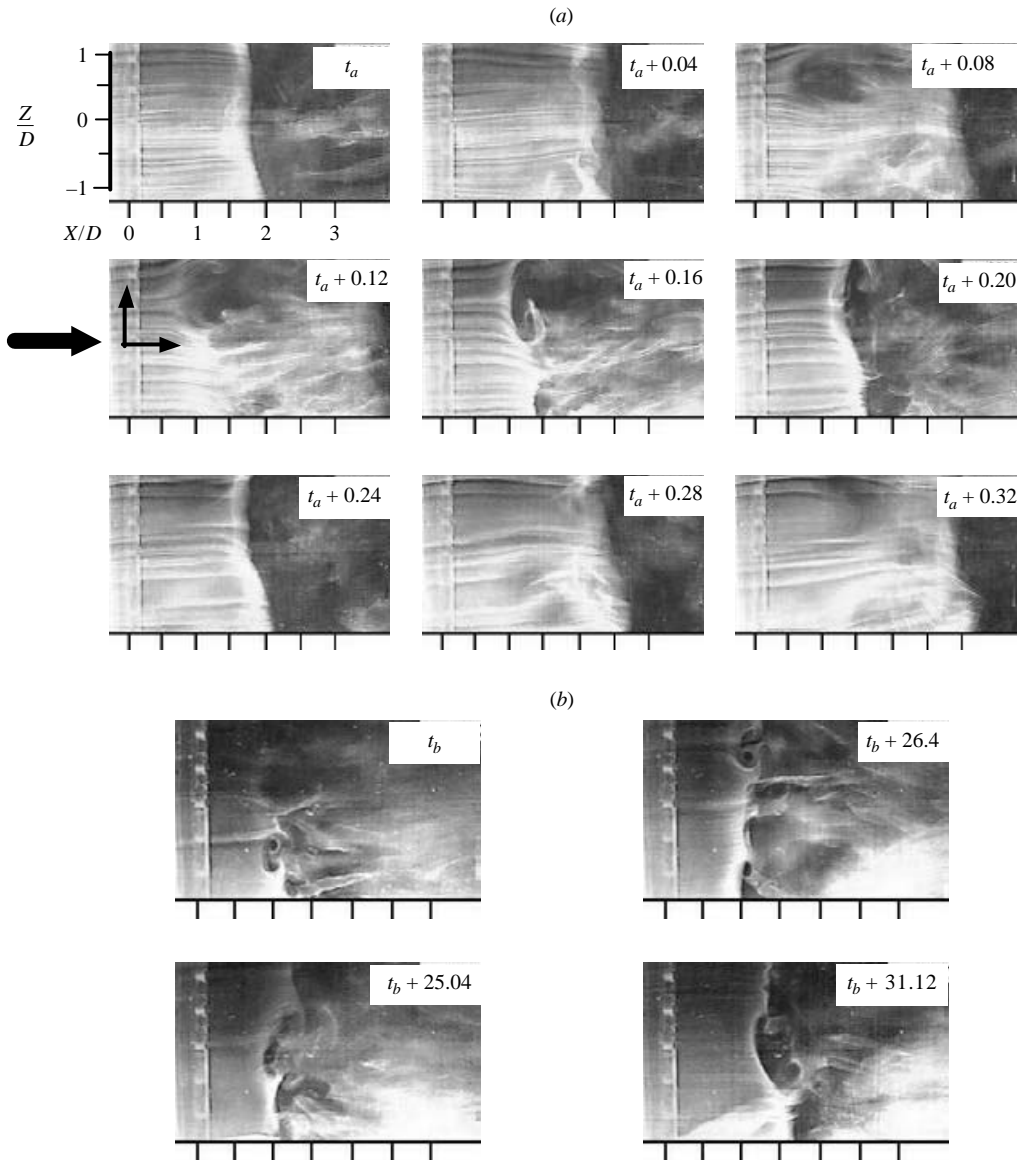 (a)
t_a
t_a + 0.04
t_a + 0.08
1
Z/D
0
−1
X/D 0 1 2 3
t_a + 0.12
t_a + 0.16
t_a + 0.20
t_a + 0.24
t_a + 0.28
t_a + 0.32
(b)
t_b
t_b + 26.4
t_b + 25.04
t_b + 31.12